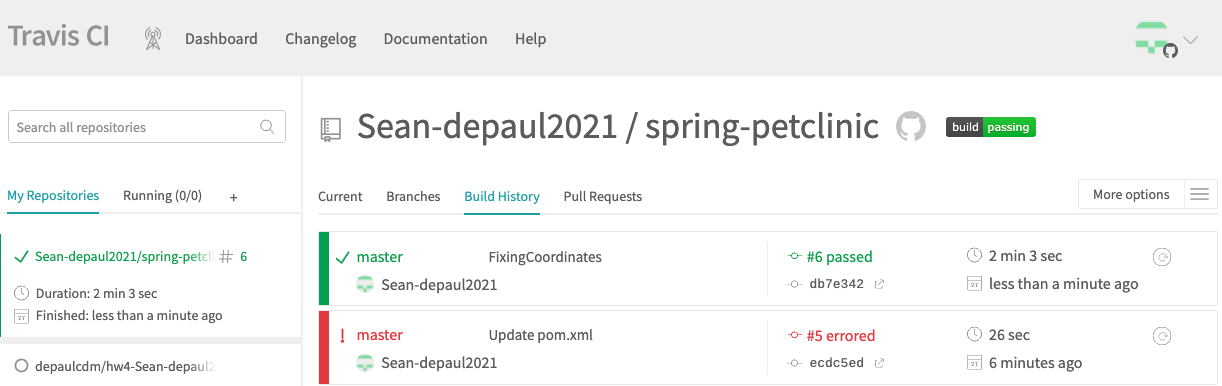 Travis CI
Dashboard Changelog Documentation Help
Search all repositories
My Repositories Running (0/0) +
Sean-depaul2021/spring-petcli # 6
Duration: 2 min 3 sec
Finished: less than a minute ago
depaulcdm/hw4-Sean-depaul2
Sean-depaul2021 / spring-petclinic build passing
Current Branches Build History Pull Requests More options
master FixingCoordinates #6 passed 2 min 3 sec
Sean-depaul2021 db7e342 less than a minute ago
! master Update pom.xml #5 errored 26 sec
Sean-depaul2021 ecdc5ed 6 minutes ago